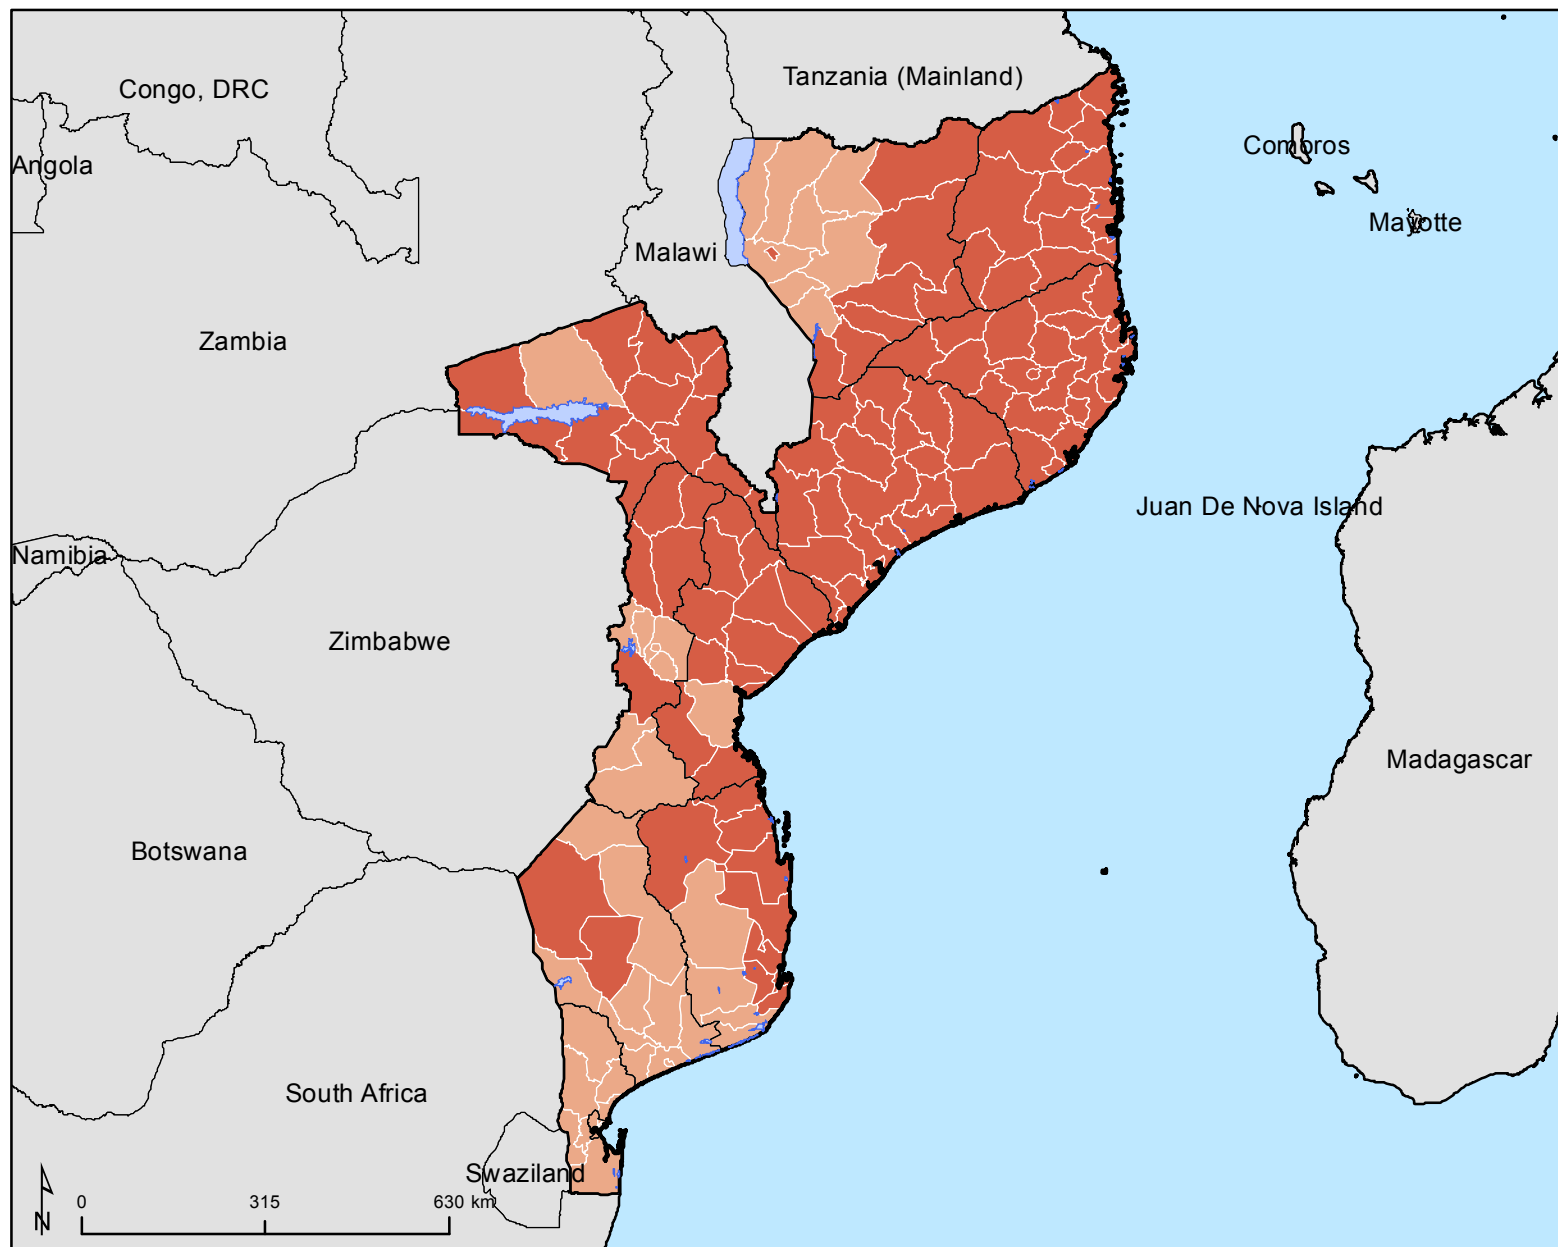 Tanzania (Mainland)
Congo, DRC
Comoros
Angola
Mayotte
Malawi
Zambia
Juan De Nova Island
Namibia
Zimbabwe
Madagascar
Botswana
South Africa
Swaziland
0 315 630 km
N